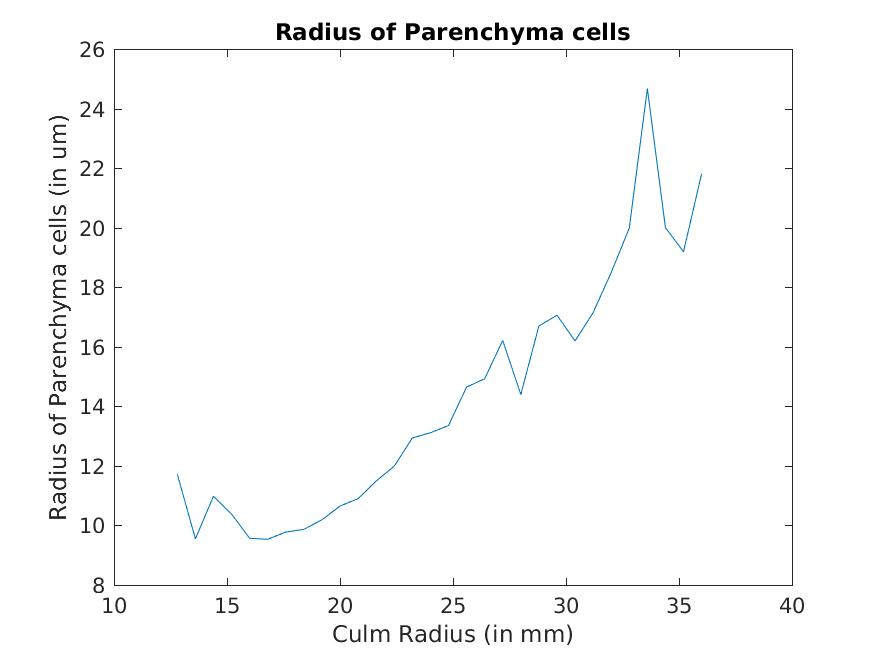 Radius of Parenchyma cells
26
24
22
20
18
16
14
12
10
8
Radius of Parenchyma cells (in um)
10 15 20 25 30 35 40
Culm Radius (in mm)